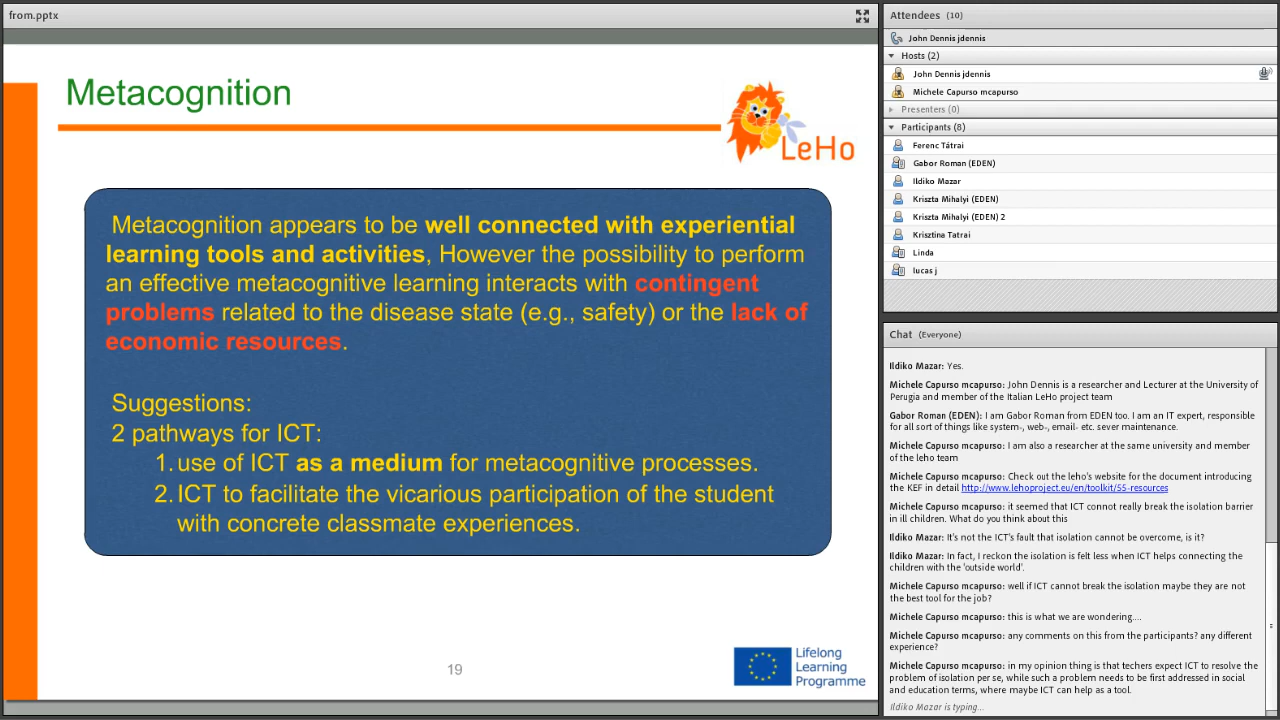 from.pptx
Metacognition
LeHo
Metacognition appears to be well connected with experiential
learning tools and activities, However the possibility to perform
an effective metacognitive learning interacts with contingent
problems related to the disease state (e.g., safety) or the lack of
economic resources.
Suggestions:
2 pathways for ICT:
1. use of ICT as a medium for metacognitive processes.
2. ICT to facilitate the vicarious participation of the student
with concrete classmate experiences.
19
Lifelong
Learning
Programme
Attendees (10)
John Dennis jdennis
Hosts (2)
John Dennis jdennis
Michele Capurso mcapurso
Presenters (0)
Participants (8)
Ferenc Tátrai
Gabor Roman (EDEN)
Ildiko Mazar
Kriszta Mihalyi (EDEN)
Kriszta Mihalyi (EDEN) 2
Krisztina Tatrai
Linda
lucas j
Chat (Everyone)
Ildiko Mazar: Yes.
Michele Capurso mcapurso: John Dennis is a researcher and Lecturer at the University of
Perugia and member of the Italian LeHo project team
Gabor Roman (EDEN): I am Gabor Roman from EDEN too. I am an IT expert, responsible
for all sort of things like system-, web-, email- etc. sever maintenance.
Michele Capurso mcapurso: I am also a researcher at the same university and member
of the leho team
Michele Capurso mcapurso: Check out the leho's website for the document introducing
the KEF in detail http://www.lehoproject.eu/en/toolkit/55-resources
Michele Capurso mcapurso: it seemed that ICT cannot really break the isolation barrier
in ill children. What do you think about this
Ildiko Mazar: It's not the ICT's fault that isolation cannot be overcome, is it?
Ildiko Mazar: In fact, I reckon the isolation is felt less when ICT helps connecting the
children with the 'outside world'.
Michele Capurso mcapurso: well if ICT cannot break the isolation maybe they are not
the best tool for the job?
Michele Capurso mcapurso: this is what we are wondering....
Michele Capurso mcapurso: any comments on this from the participants? any different
experience?
Michele Capurso mcapurso: in my opinion thing is that techers expect ICT to resolve the
problem of isolation per se, while such a problem needs to be first addressed in social
and education terms, where maybe ICT can help as a tool.
Ildiko Mazar is typing...